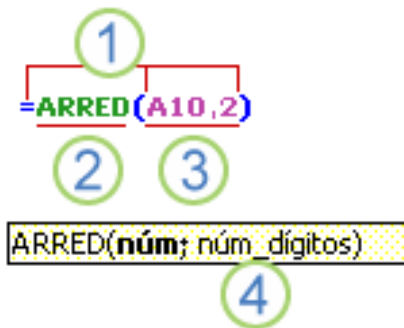 1
=ARRED(A10,2)
2 3
ARRED(núm; núm_dígitos)
4